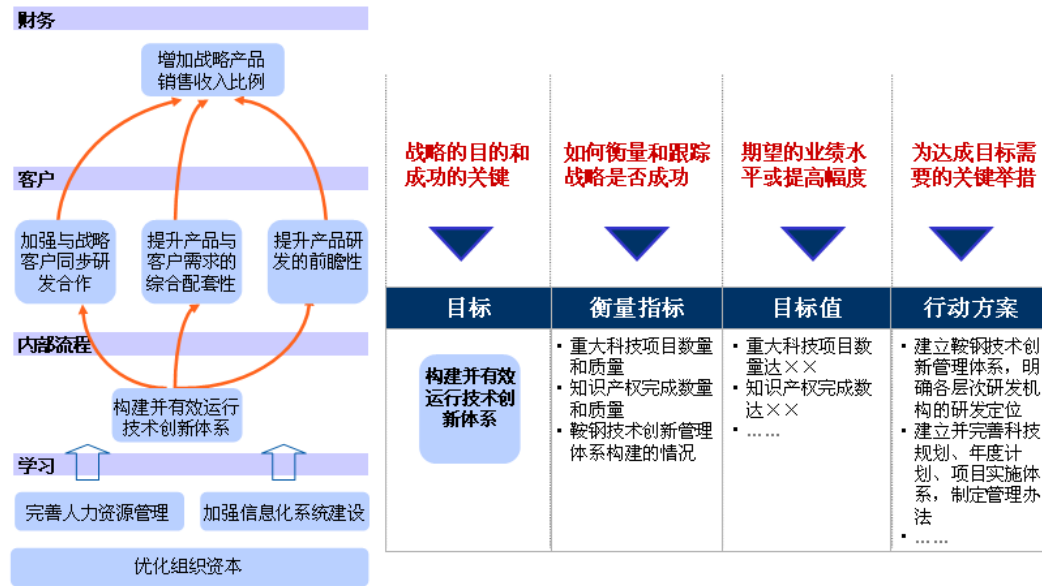 财务
增加战略产品
销售收入比例
客户
加强与战略
客户同步研
发合作
提升产品与
客户需求的
综合配套性
提升产品研
发的前瞻性
内部流程
构建并有效运行
技术创新体系
学习
完善人力资源管理
加强信息化系统建设
优化组织资本
战略的目的和
成功的关键
如何衡量和跟踪
战略是否成功
期望的业绩水
平或提高幅度
为达成目标需
要的关键举措
目标
衡量指标
目标值
行动方案
构建并有效
运行技术创
新体系
▪ 重大科技项目数量
和质量
▪ 知识产权完成数量
和质量
▪ 鞍钢技术创新管理
体系构建的情况
▪ 重大科技项目数
量达××
▪ 知识产权完成数
达××
▪ ……
▪ 建立鞍钢技术创
新管理体系，明
确各层次研发机
构的研发定位
▪ 建立并完善科技
规划、年度计
划、项目实施体
系，制定管理办
法
▪ ……